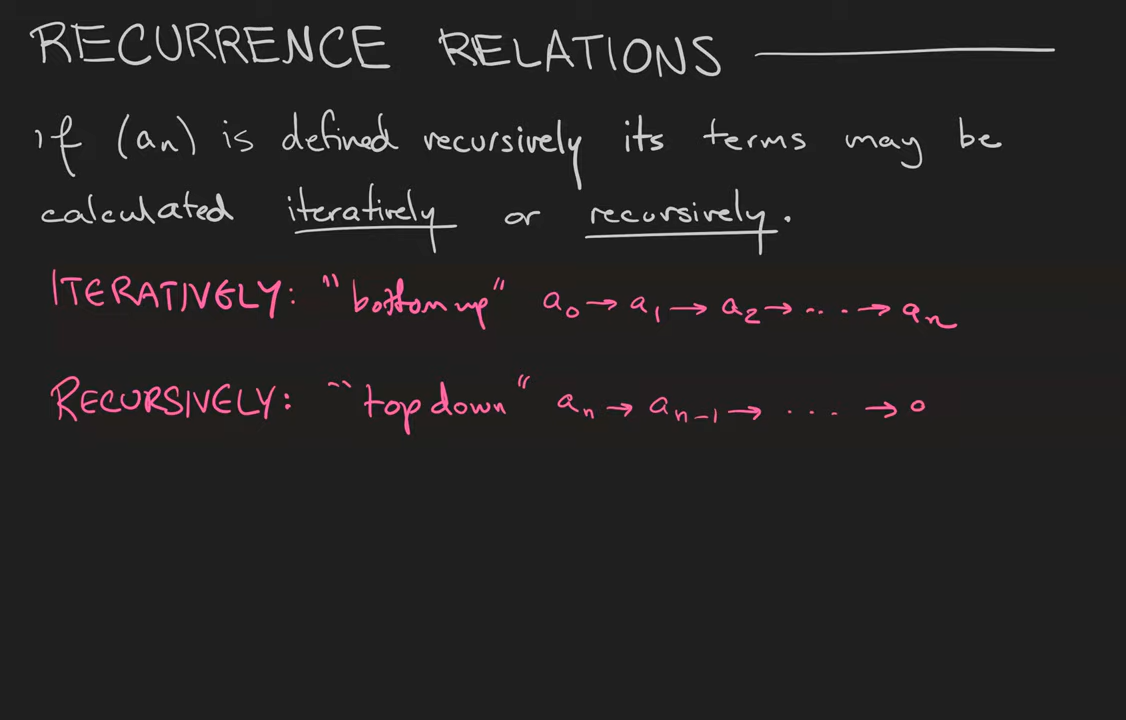 RECURRENCE RELATIONS
If (an) is defined recursively its terms may be
calculated iteratively or recursively.
ITERATIVELY: "bottom up" a0 → a1 → a2 → ... → an
RECURSIVELY: "top down" an → an-1 → ... → o